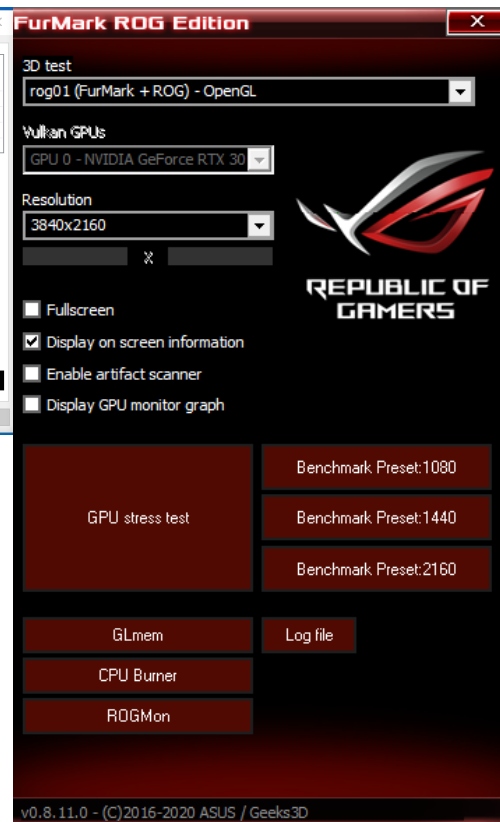 FurMark ROG Edition
3D test
rog01 (FurMark + ROG) - OpenGL
Vulkan GPUs
GPU 0 - NVIDIA GeForce RTX 30
Resolution
3840x2160
X
REPUBLIC OF
GAMERS
Fullscreen
Display on screen information
Enable artifact scanner
Display GPU monitor graph
GPU stress test
Benchmark Preset:1080
Benchmark Preset:1440
Benchmark Preset:2160
GLmem
Log file
CPU Burner
ROGMon
v0.8.11.0 - (C)2016-2020 ASUS / Geeks3D